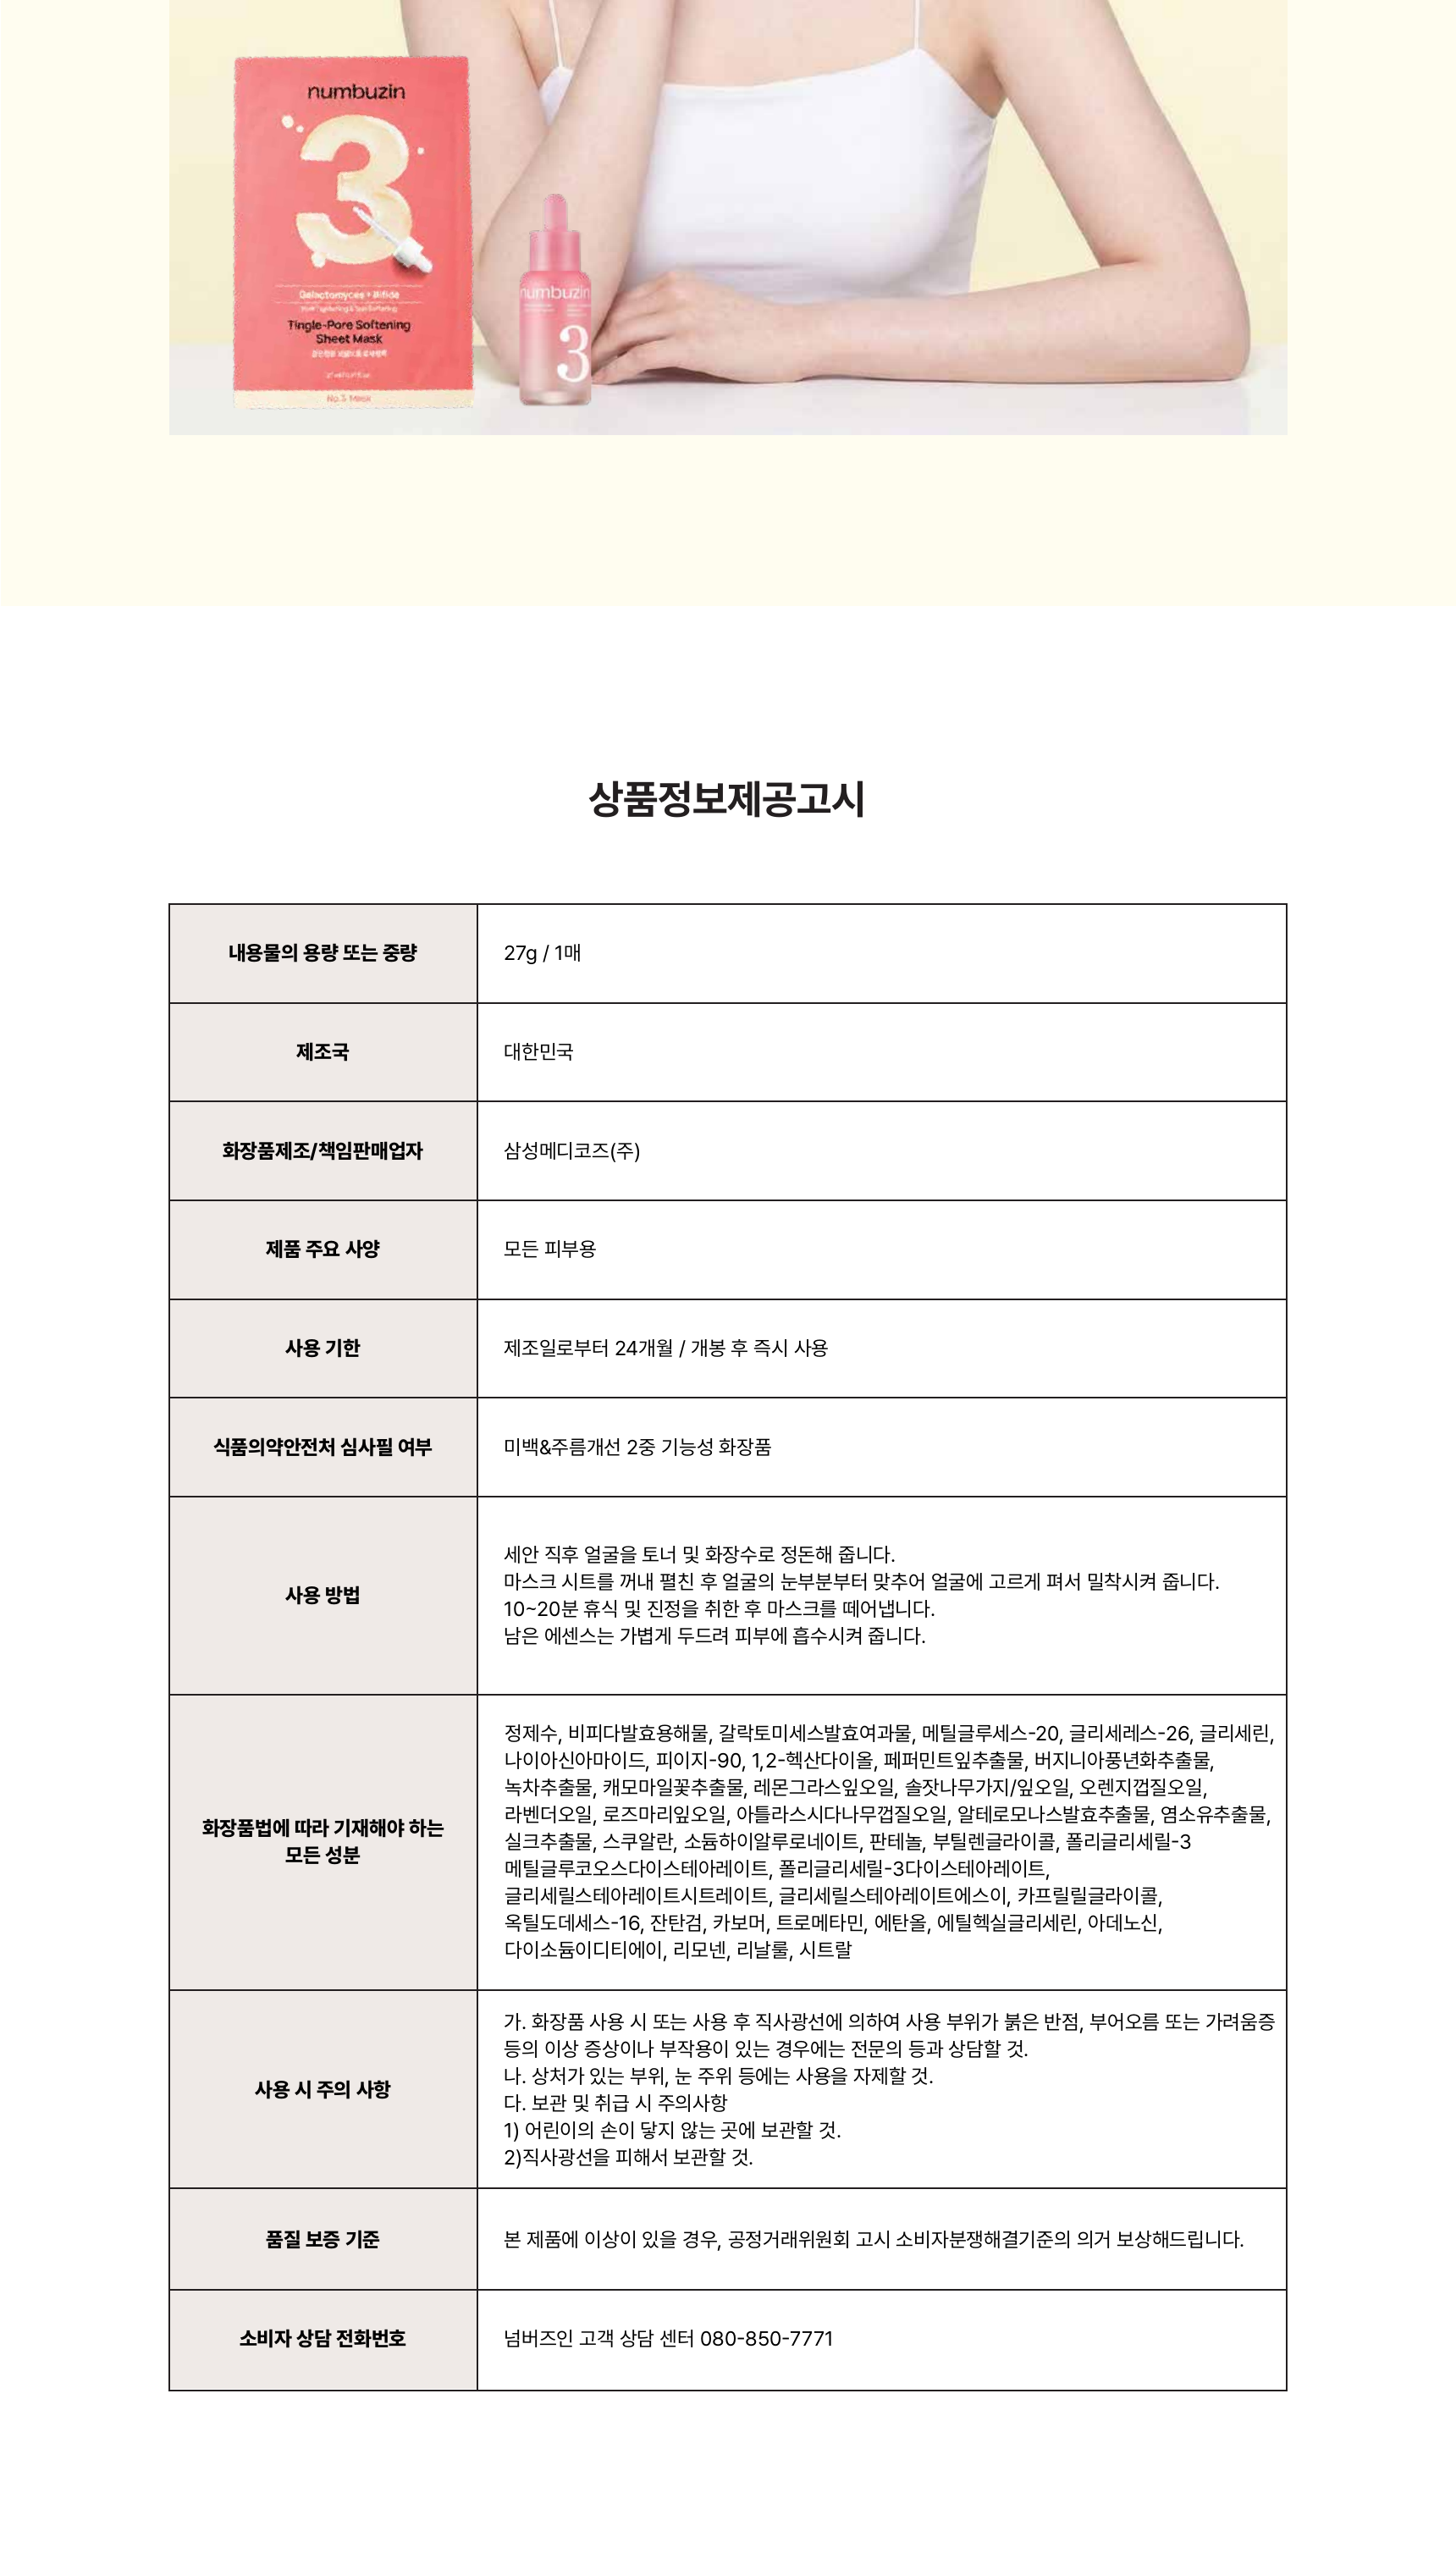 numbuzin
3
Galactomyces + Bifida
Tingle-Pore Softening
Sheet Mask
No.3 Mask
numbuzin
3
상품정보제공고시
내용물의 용량 또는 중량
27g / 1매
제조국
대한민국
화장품제조/책임판매업자
삼성메디코즈(주)
제품 주요 사양
모든 피부용
사용 기한
제조일로부터 24개월 / 개봉 후 즉시 사용
식품의약안전처 심사필 여부
미백&주름개선 2중 기능성 화장품
사용 방법
세안 직후 얼굴을 토너 및 화장수로 정돈해 줍니다.
마스크 시트를 꺼내 펼친 후 얼굴의 눈부분부터 맞추어 얼굴에 고르게 펴서 밀착시켜 줍니다.
10~20분 휴식 및 진정을 취한 후 마스크를 떼어냅니다.
남은 에센스는 가볍게 두드려 피부에 흡수시켜 줍니다.
화장품법에 따라 기재해야 하는
모든 성분
정제수, 비피다발효용해물, 갈락토미세스발효여과물, 메틸글루세스-20, 글리세레스-26, 글리세린,
나이아신아마이드, 피이지-90, 1,2-헥산다이올, 페퍼민트잎추출물, 버지니아풍년화추출물,
녹차추출물, 캐모마일꽃추출물, 레몬그라스잎오일, 솔잣나무가지/잎오일, 오렌지껍질오일,
라벤더오일, 로즈마리잎오일, 아틀라스시다나무껍질오일, 알테로모나스발효추출물, 염소유추출물,
실크추출물, 스쿠알란, 소듐하이알루로네이트, 판테놀, 부틸렌글라이콜, 폴리글리세릴-3
메틸글루코오스다이스테아레이트, 폴리글리세릴-3다이스테아레이트,
글리세릴스테아레이트시트레이트, 글리세릴스테아레이트에스이, 카프릴릴글라이콜,
옥틸도데세스-16, 잔탄검, 카보머, 트로메타민, 에탄올, 에틸헥실글리세린, 아데노신,
다이소듐이디티에이, 리모넨, 리날룰, 시트랄
사용 시 주의 사항
가. 화장품 사용 시 또는 사용 후 직사광선에 의하여 사용 부위가 붉은 반점, 부어오름 또는 가려움증
등의 이상 증상이나 부작용이 있는 경우에는 전문의 등과 상담할 것.
나. 상처가 있는 부위, 눈 주위 등에는 사용을 자제할 것.
다. 보관 및 취급 시 주의사항
1) 어린이의 손이 닿지 않는 곳에 보관할 것.
2)직사광선을 피해서 보관할 것.
품질 보증 기준
본 제품에 이상이 있을 경우, 공정거래위원회 고시 소비자분쟁해결기준의 의거 보상해드립니다.
소비자 상담 전화번호
넘버즈인 고객 상담 센터 080-850-7771